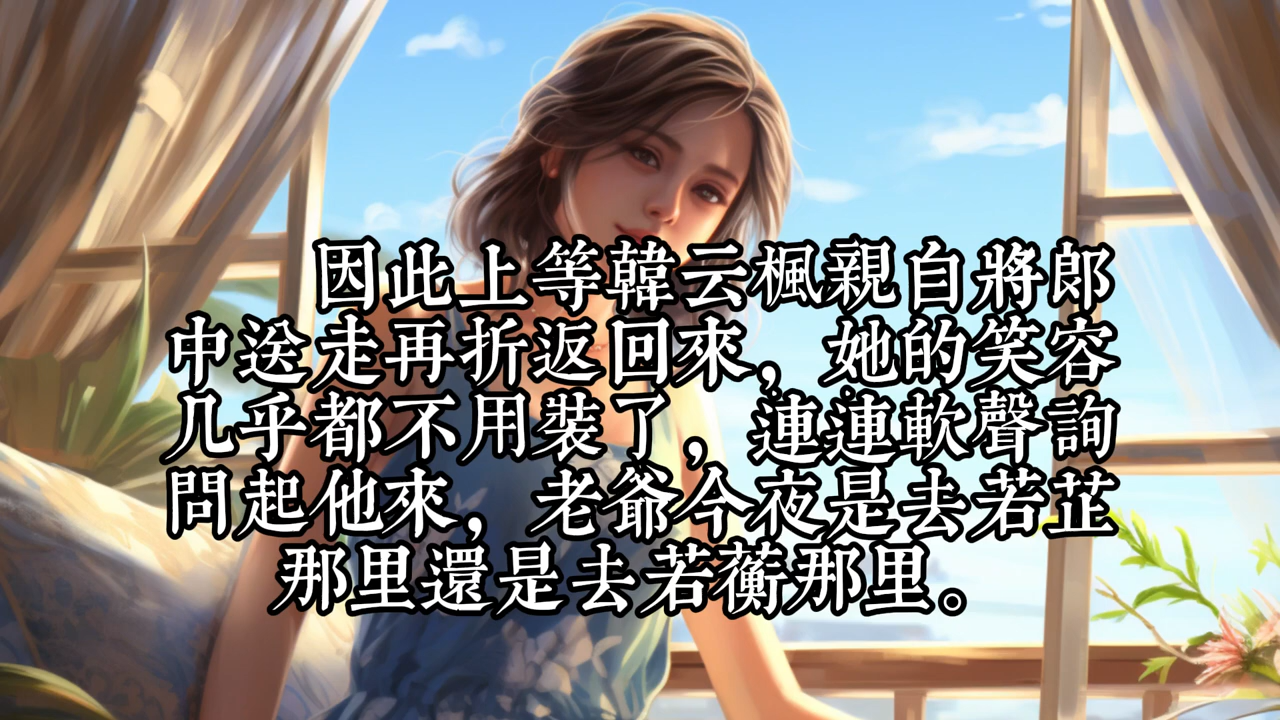 因此上等韓云楓親自將郎
中送走再折返回來，她的笑容
几乎都不用裝了，連連軟聲詢
問起他來，老爺今夜是去若芷
那里還是去若蘅那里。